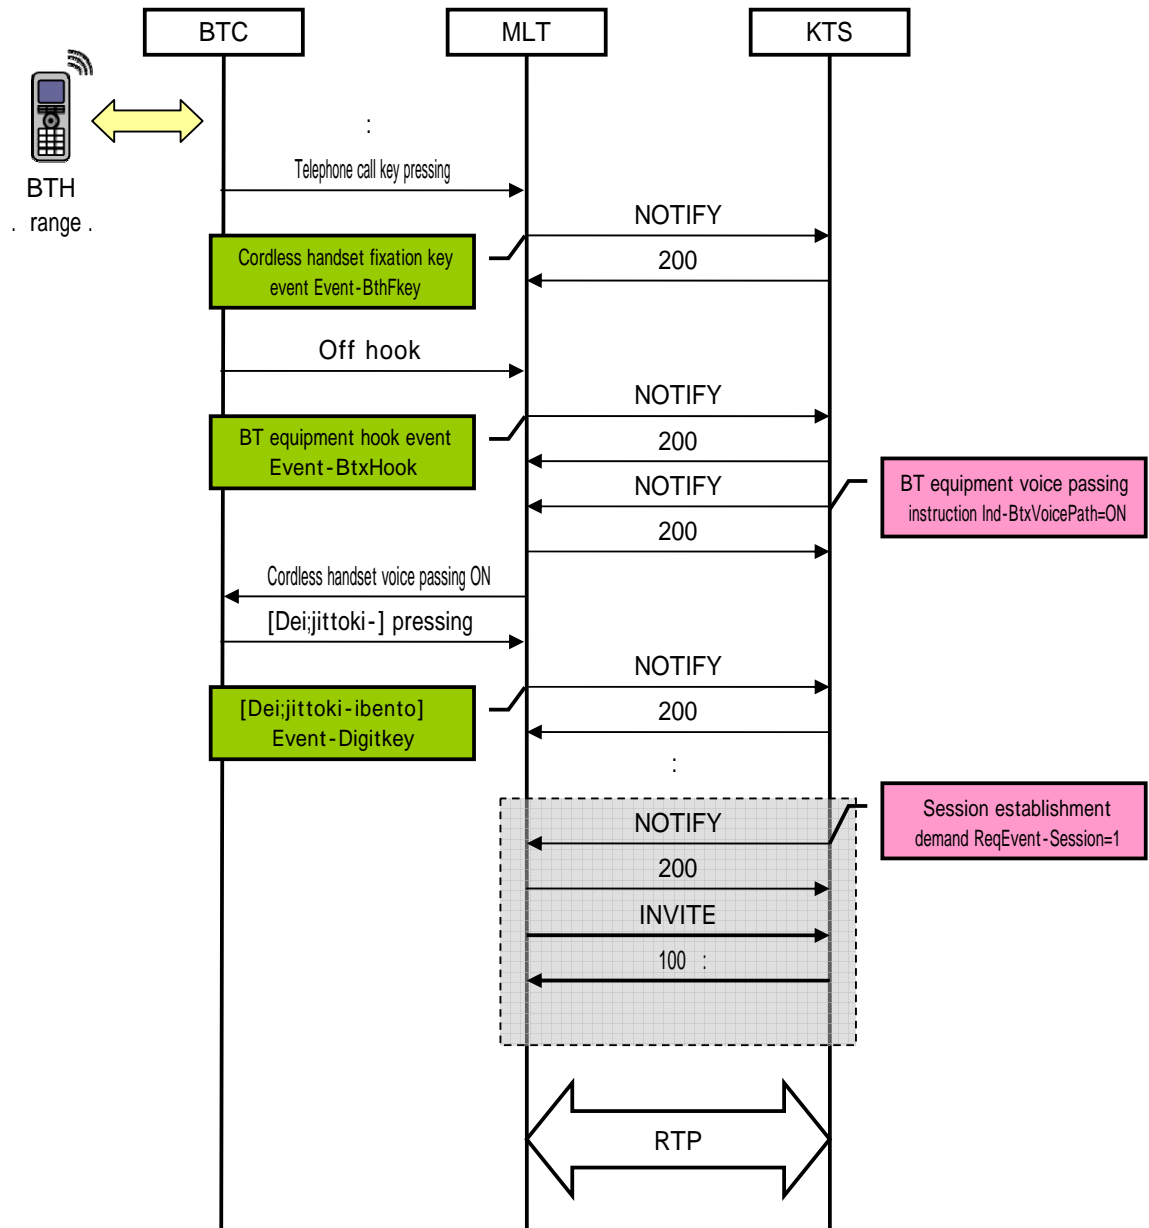 BTC
MLT
KTS
:
BTH
. range .
Telephone call key pressing
NOTIFY
Cordless handset fixation key
event Event-BthFkey
200
Off hook
NOTIFY
BT equipment hook event
Event-BtxHook
200
NOTIFY
BT equipment voice passing
instruction Ind-BtxVoicePath=ON
200
Cordless handset voice passing ON
[Dei;jittoki-] pressing
NOTIFY
[Dei;jittoki-ibento]
Event-Digitkey
200
:
NOTIFY
Session establishment
demand ReqEvent-Session=1
200
INVITE
100 :
RTP